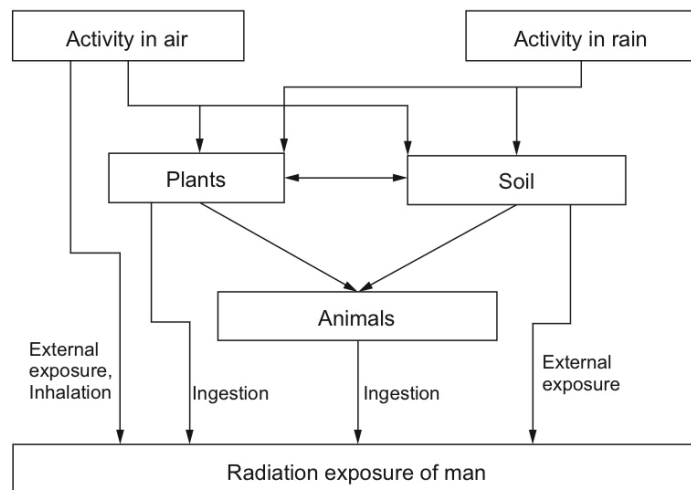 Activity in air
Activity in rain
Plants
Soil
Animals
External
exposure,
Inhalation
Ingestion
Ingestion
External
exposure
Radiation exposure of man